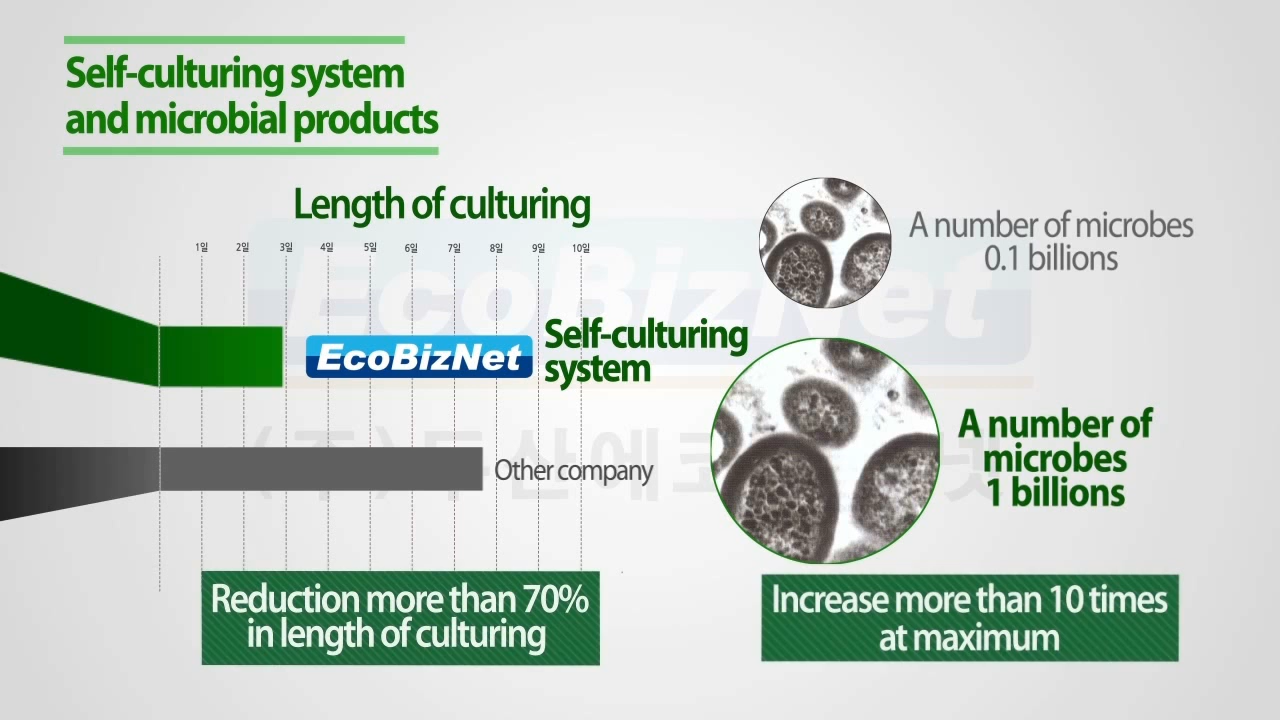 Self-culturing system
and microbial products
Length of culturing
1일 2일 3일 4일 5일 6일 7일 8일 9일 10일
EcoBizNet
Self-culturing
system
Other company
Reduction more than 70%
in length of culturing
A number of microbes
0.1 billions
A number of
microbes
1 billions
Increase more than 10 times
at maximum
EcoBizNet